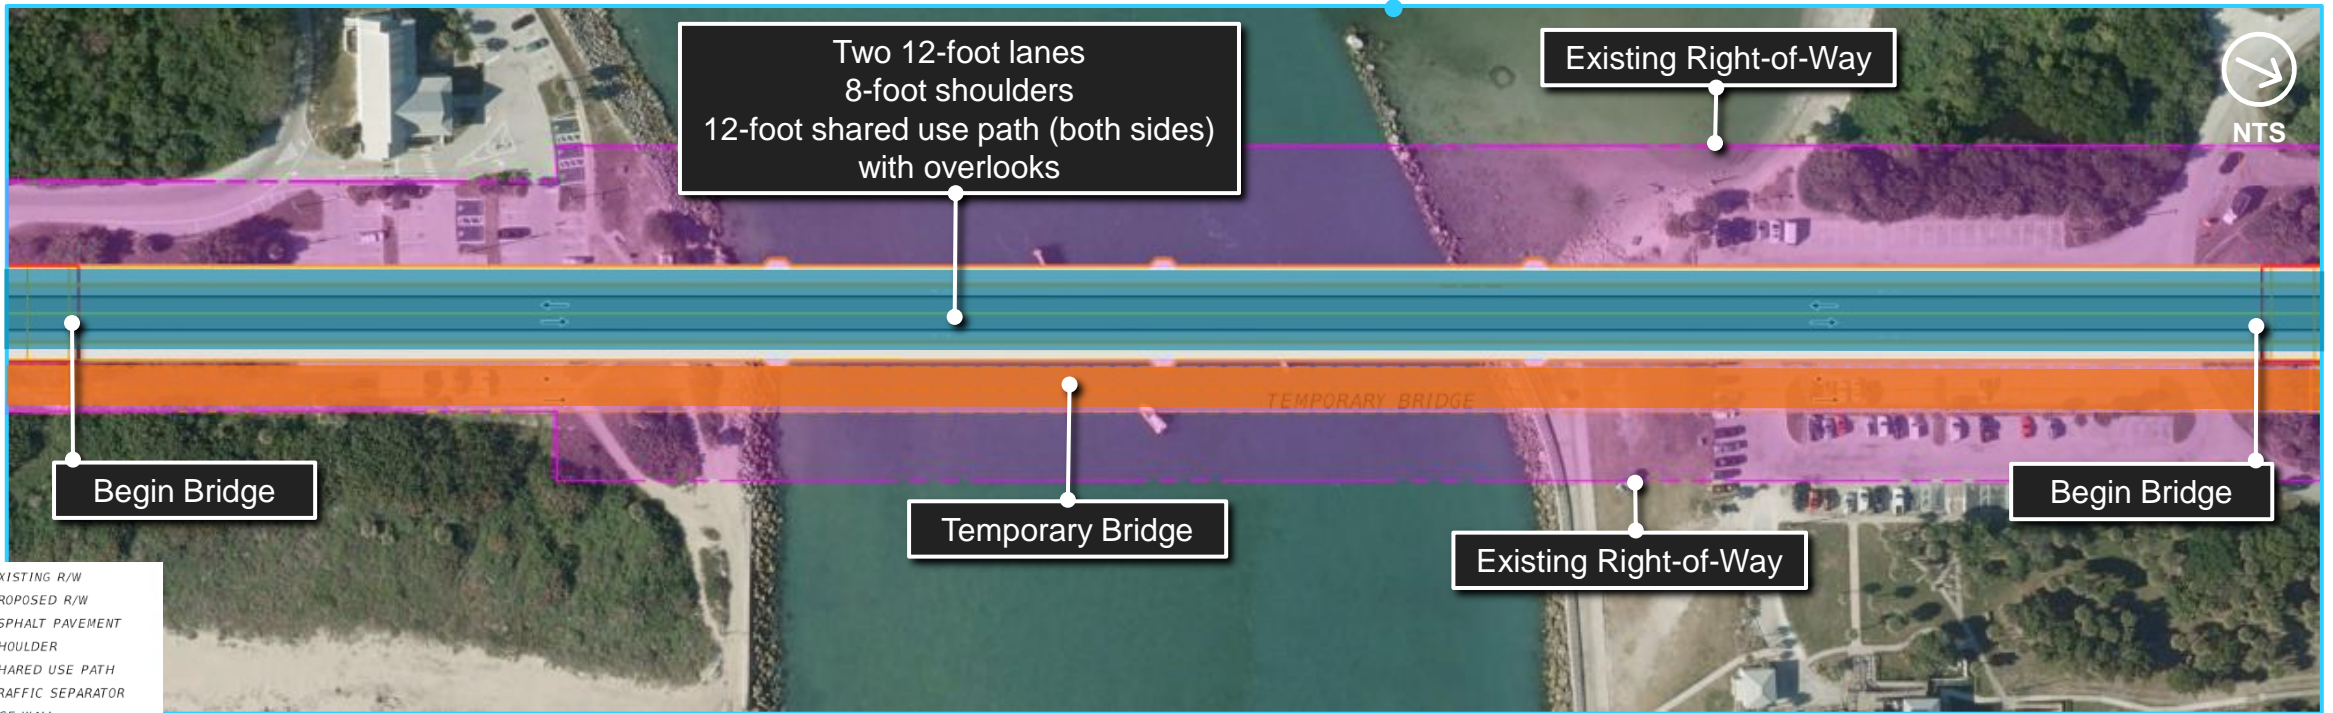 Two 12-foot lanes
8-foot shoulders
12-foot shared use path (both sides)
with overlooks
Existing Right-of-Way
NTS
Begin Bridge
TEMPORARY BRIDGE
Temporary Bridge
Existing Right-of-Way
Begin Bridge
XISTING R/W
ROPOSED R/W
SPHALT PAVEMENT
HOULDER
HARED USE PATH
RAFFIC SEPARATOR